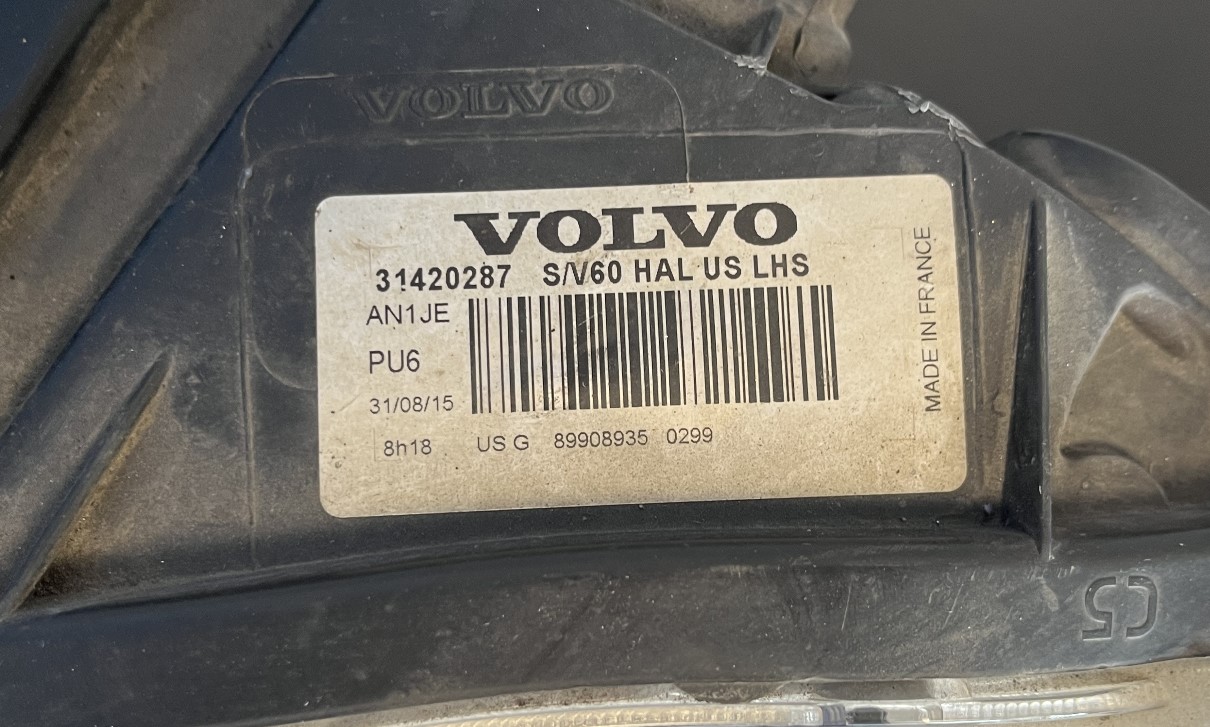 VOLVO
VOLVO
31420287 S/V60 HAL US LHS
AN1JE
PU6
31/08/15
8h18 US G 89908935 0299
MADE IN FRANCE
C5